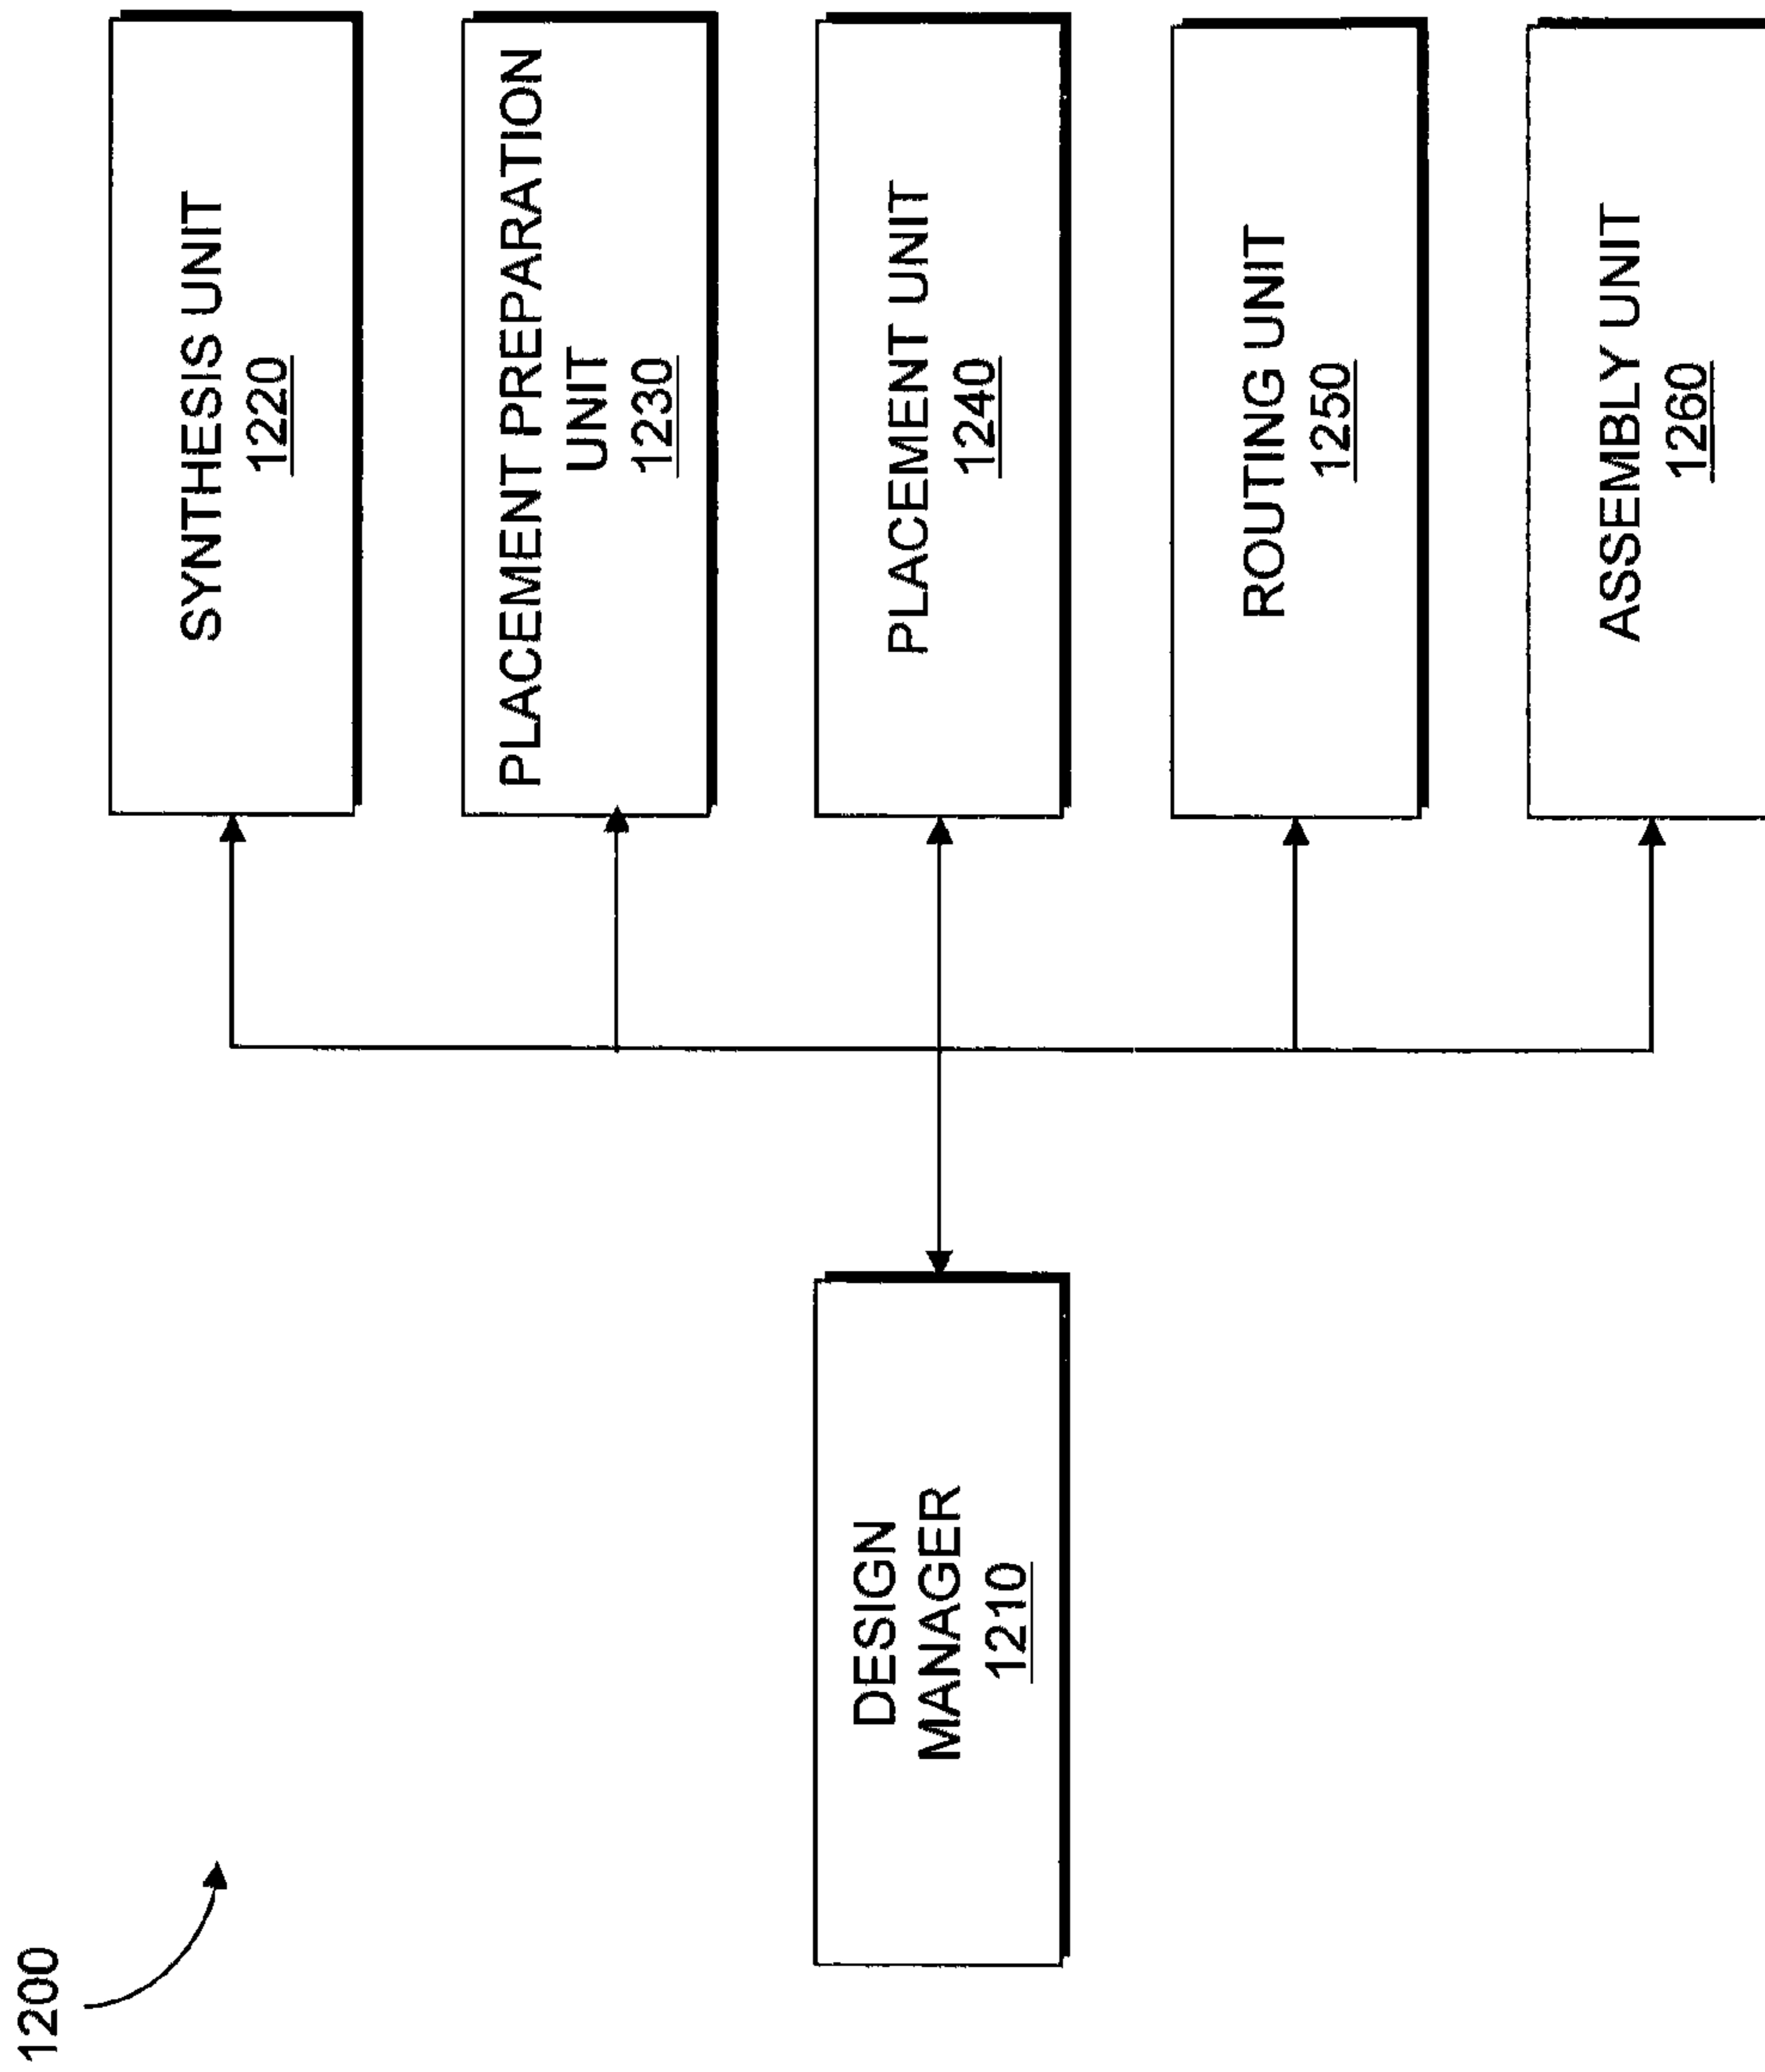 1200
DESIGN
MANAGER
1210
SYNTHESIS UNIT
1220
PLACEMENT PREPARATION
UNIT
1230
PLACEMENT UNIT
1240
ROUTING UNIT
1250
ASSEMBLY UNIT
1260